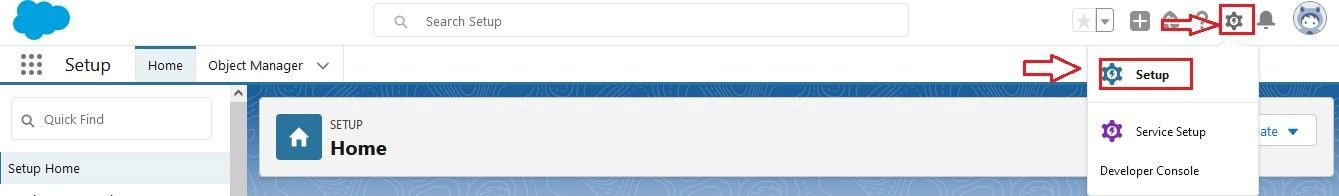 Search Setup
Setup
Home
Object Manager
Setup
Quick Find
SETUP
Home
Service Setup
Setup Home
Developer Console